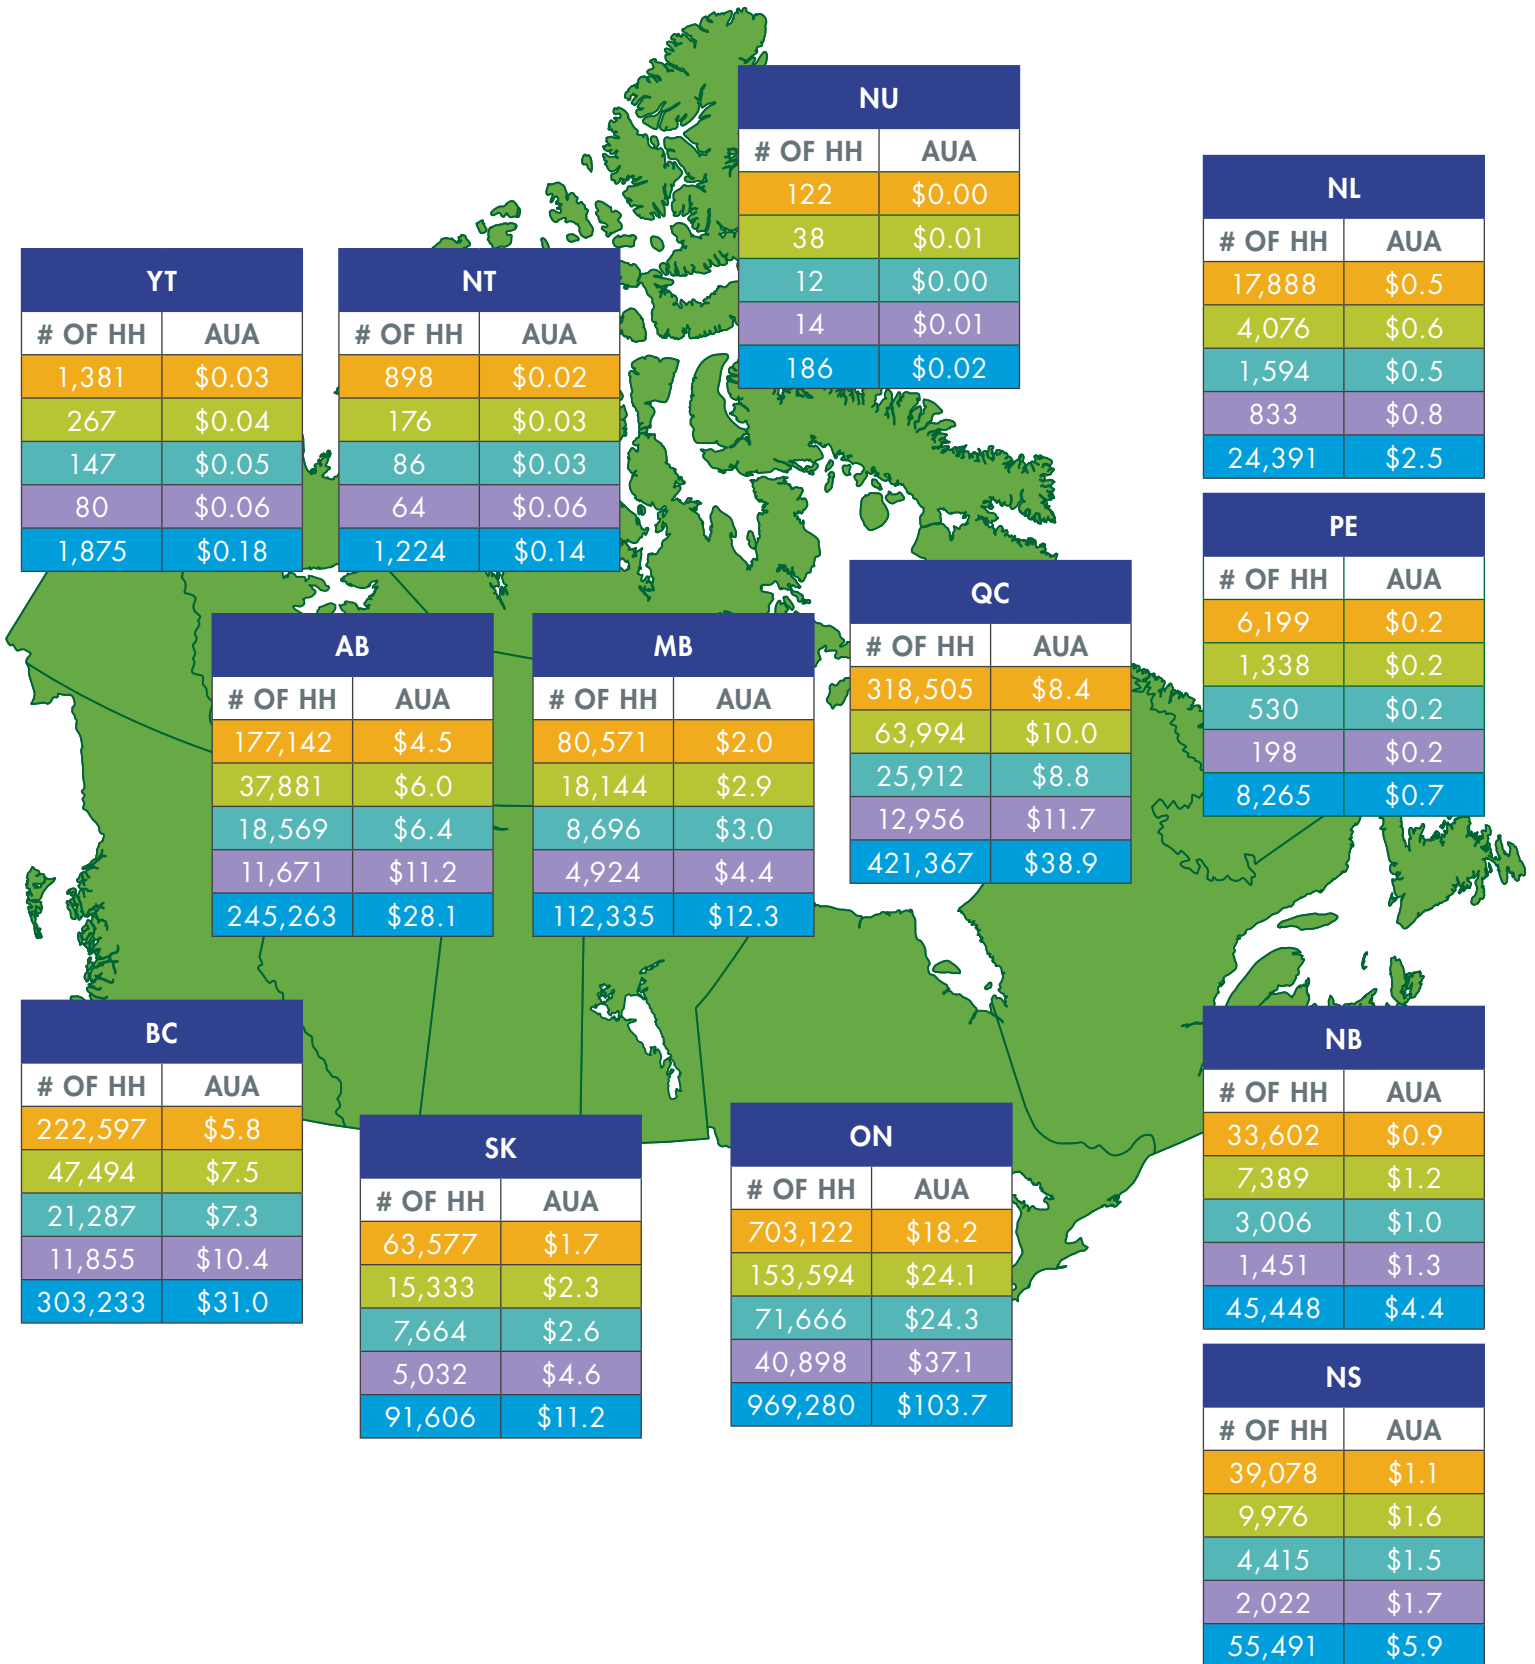 NU
# OF HH AUA
122 $0.00
38 $0.01
12 $0.00
14 $0.01
186 $0.02
NL
# OF HH AUA
17,888 $0.5
4,076 $0.6
1,594 $0.5
833 $0.8
24,391 $2.5
YT
# OF HH AUA
1,381 $0.03
267 $0.04
147 $0.05
80 $0.06
1,875 $0.18
NT
# OF HH AUA
898 $0.02
176 $0.03
86 $0.03
64 $0.06
1,224 $0.14
PE
# OF HH AUA
6,199 $0.2
1,338 $0.2
530 $0.2
198 $0.2
8,265 $0.7
QC
# OF HH AUA
318,505 $8.4
63,994 $10.0
25,912 $8.8
12,956 $11.7
421,367 $38.9
AB
# OF HH AUA
177,142 $4.5
37,881 $6.0
18,569 $6.4
11,671 $11.2
245,263 $28.1
MB
# OF HH AUA
80,571 $2.0
18,144 $2.9
8,696 $3.0
4,924 $4.4
112,335 $12.3
BC
# OF HH AUA
222,597 $5.8
47,494 $7.5
21,287 $7.3
11,855 $10.4
303,233 $31.0
SK
# OF HH AUA
63,577 $1.7
15,333 $2.3
7,664 $2.6
5,032 $4.6
91,606 $11.2
ON
# OF HH AUA
703,122 $18.2
153,594 $24.1
71,666 $24.3
40,898 $37.1
969,280 $103.7
NB
# OF HH AUA
33,602 $0.9
7,389 $1.2
3,006 $1.0
1,451 $1.3
45,448 $4.4
NS
# OF HH AUA
39,078 $1.1
9,976 $1.6
4,415 $1.5
2,022 $1.7
55,491 $5.9